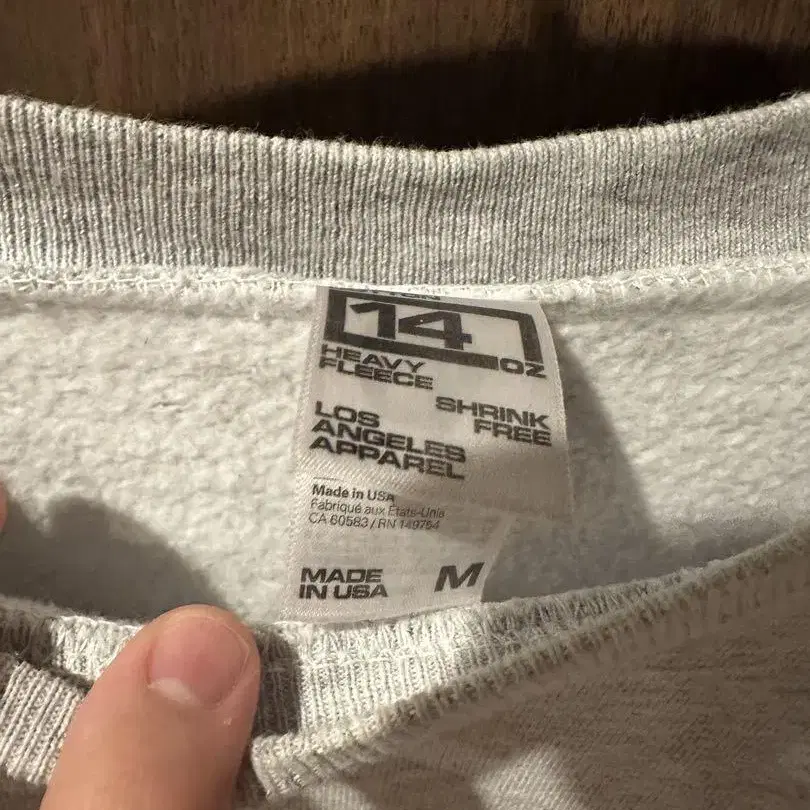 14
OZ
HEAVY
FLEECE
SHRINK
FREE
LOS
ANGELES
APPAREL
Made in USA
Fabriqué aux États-Unis
CA 60583 / RN 149754
MADE
IN USA
M